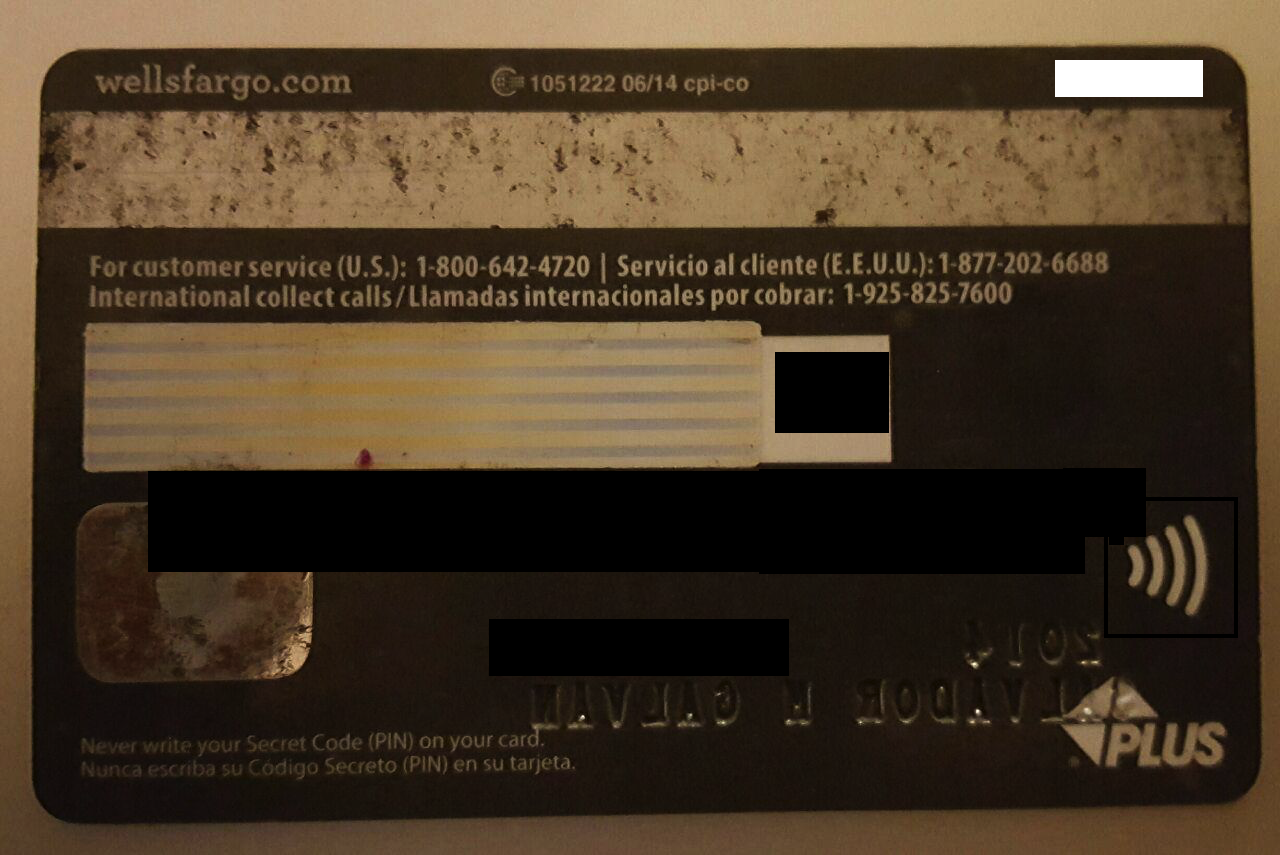 wellsfargo.com
1051222 06/14 cpi-co
For customer service (U.S.): 1-800-642-4720 | Servicio al cliente (E.E.U.U.): 1-877-202-6688
International collect calls/Llamadas internacionales por cobrar: 1-925-825-7600
2014
SALVADOR M GALVAN
Never write your Secret Code (PIN) on your card.
Nunca escriba su Código Secreto (PIN) en su tarjeta.
PLUS